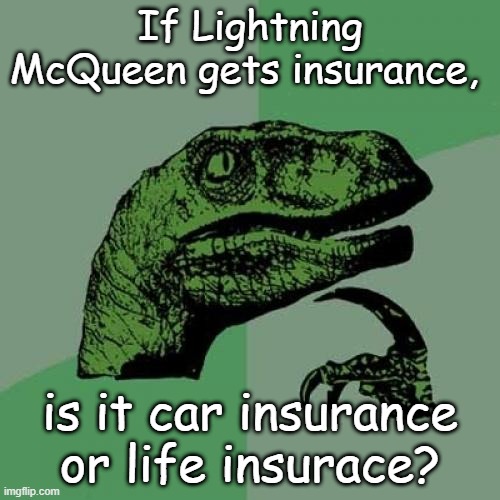 If Lightning
McQueen gets insurance,
is it car insurance
or life insurace?
imgflip.com